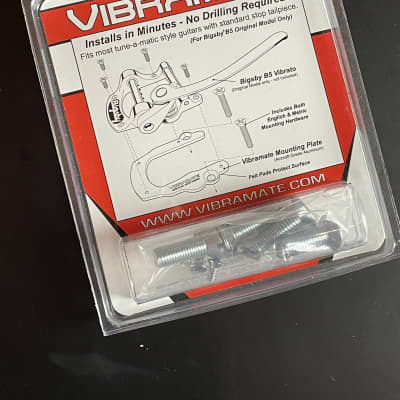 VIBRAMATE
Installs in Minutes - No Drilling Required
Fits most tune-a-matic style guitars with standard stop tailpiece.
(For Bigsby® B5 Original Model Only)
Bigsby B5 Vibrato
(Original Model only - not included)
Includes Both
English & Metric
Mounting Hardware
Vibramate Mounting Plate
(Aircraft Grade Aluminum)
Felt Pads Protect Surface
WWW.VIBRAMATE.COM